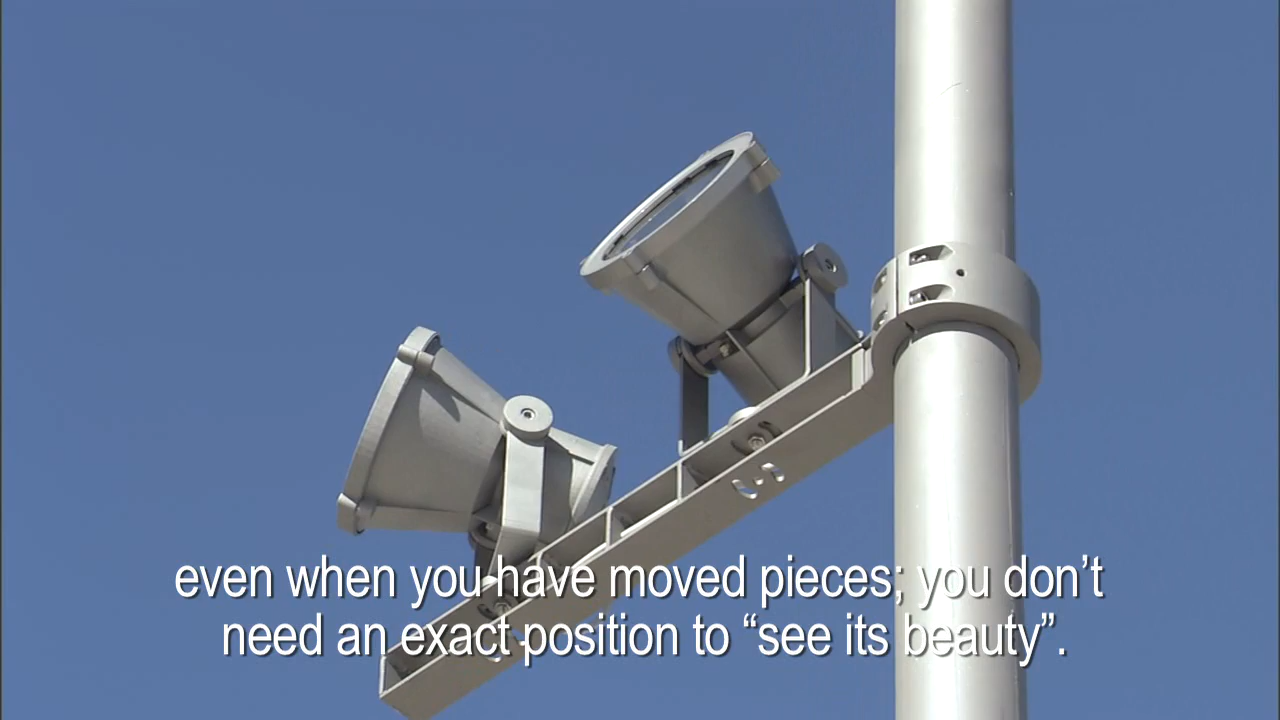 even when you have moved pieces; you don’t
need an exact position to “see its beauty”.